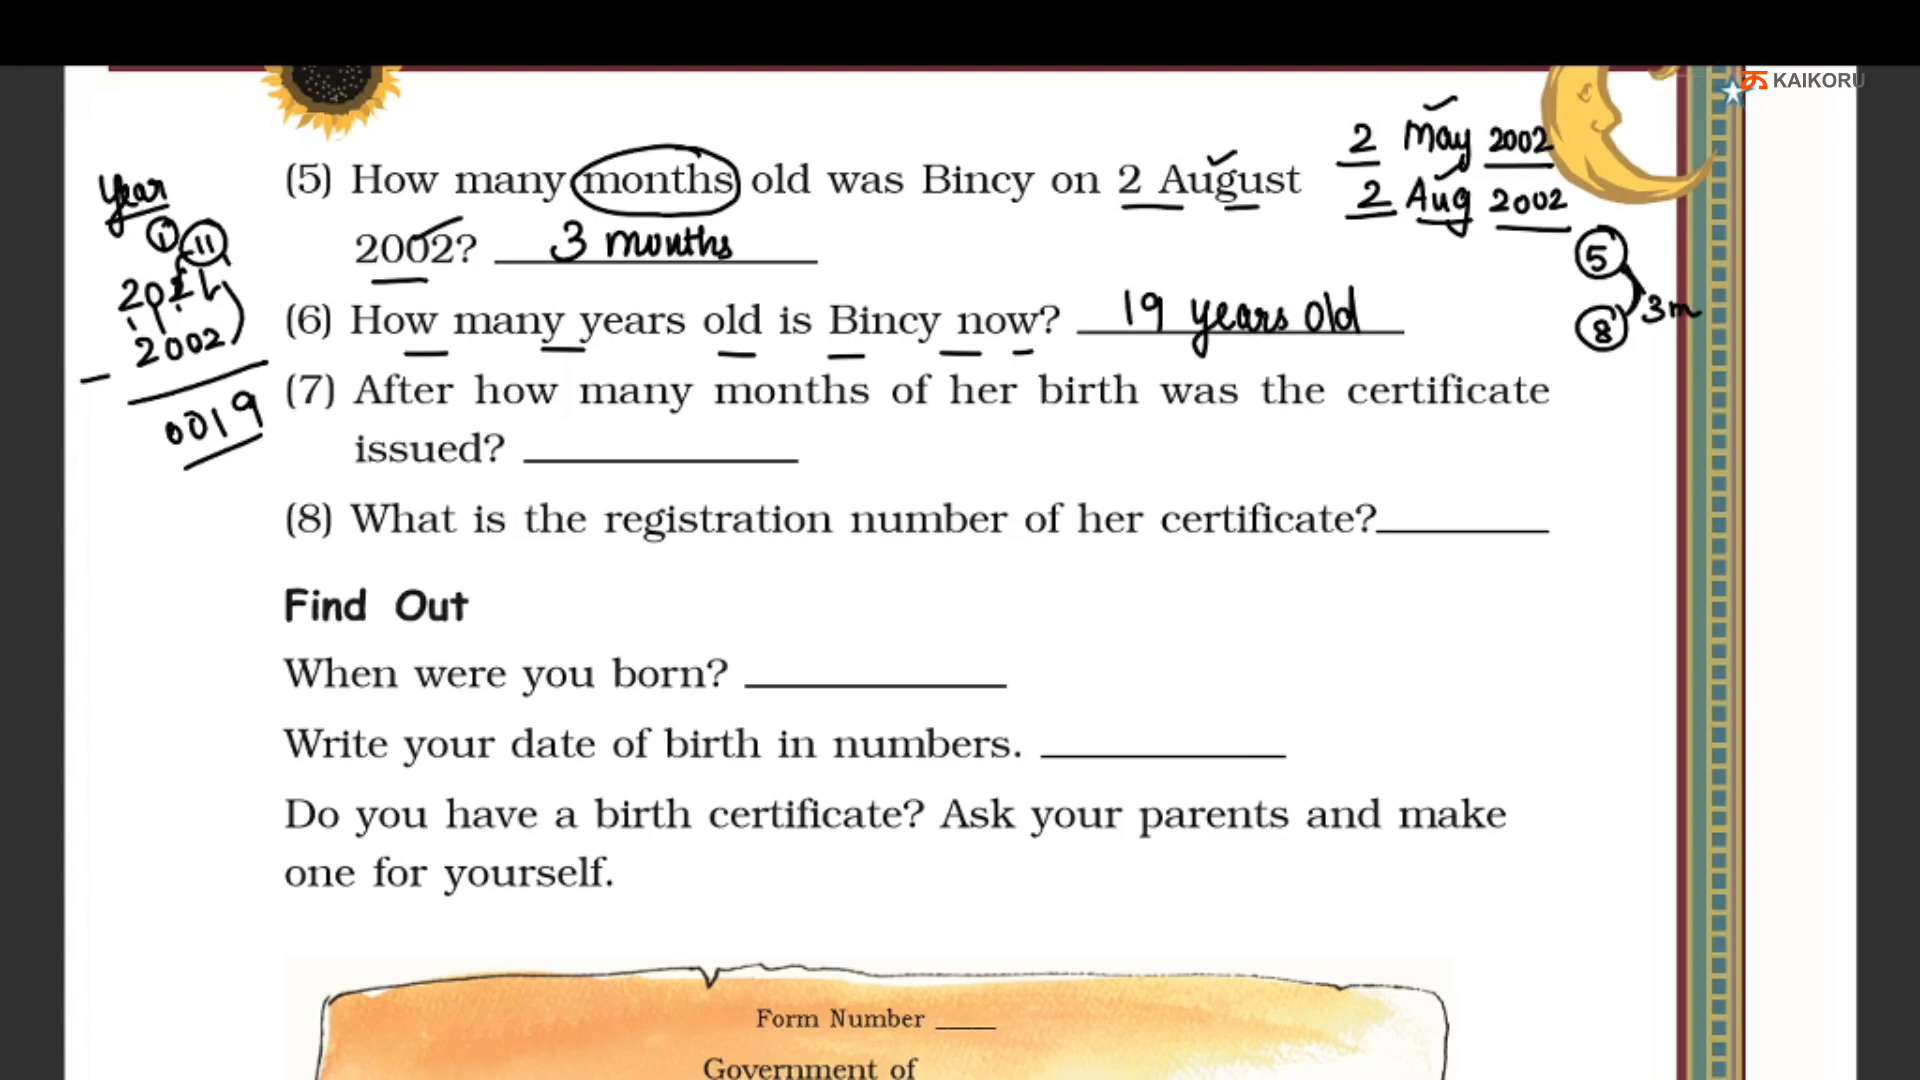 KAIKORU
(5) How many months old was Bincy on 2 August
2002? 3 months
2 May 2002
2 Aug 2002
5
8
3m
Year
1 11
2021
2002
-
0019
(6) How many years old is Bincy now? 19 years old
(7) After how many months of her birth was the certificate
issued?
(8) What is the registration number of her certificate?
Find Out
When were you born?
Write your date of birth in numbers.
Do you have a birth certificate? Ask your parents and make
one for yourself.
Form Number
Government of